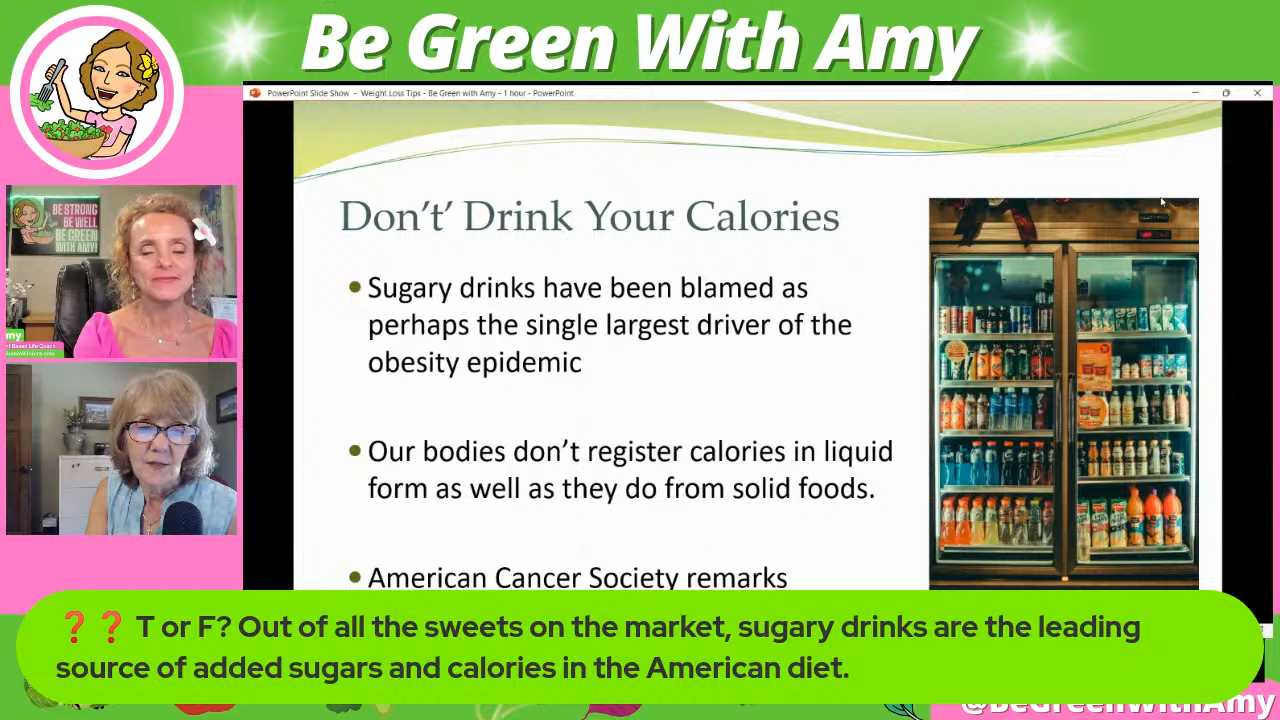 Be Green With Amy
PowerPoint Slide Show - Weight Loss Tips - Be Green with Amy - 1 hour - PowerPoint
BE STRONG
BE WELL
BE GREEN
WITH AMY!
Don't' Drink Your Calories
• Sugary drinks have been blamed as
perhaps the single largest driver of the
obesity epidemic
• Our bodies don't register calories in liquid
form as well as they do from solid foods.
• American Cancer Society remarks
❓❓ T or F? Out of all the sweets on the market, sugary drinks are the leading
source of added sugars and calories in the American diet.
@BeGreenWithAmy